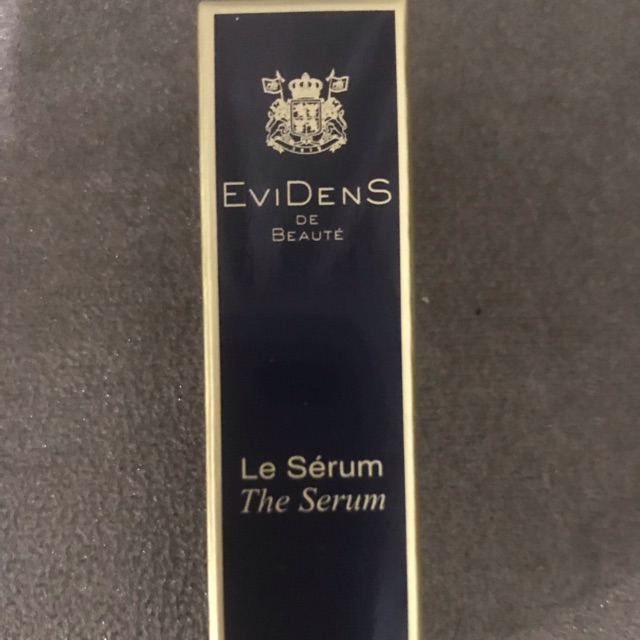 EviDenS
DE
BEAUTÉ
Le Sérum
The Serum